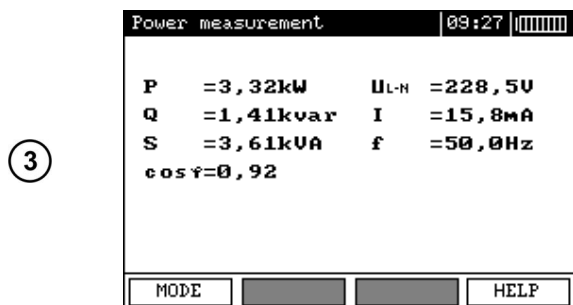 Power measurement 09:27
P =3,32kW UL-N =228,5V
Q =1,41kvar I =15,8mA
S =3,61kVA f =50,0Hz
cosφ=0,92
3
MODE HELP